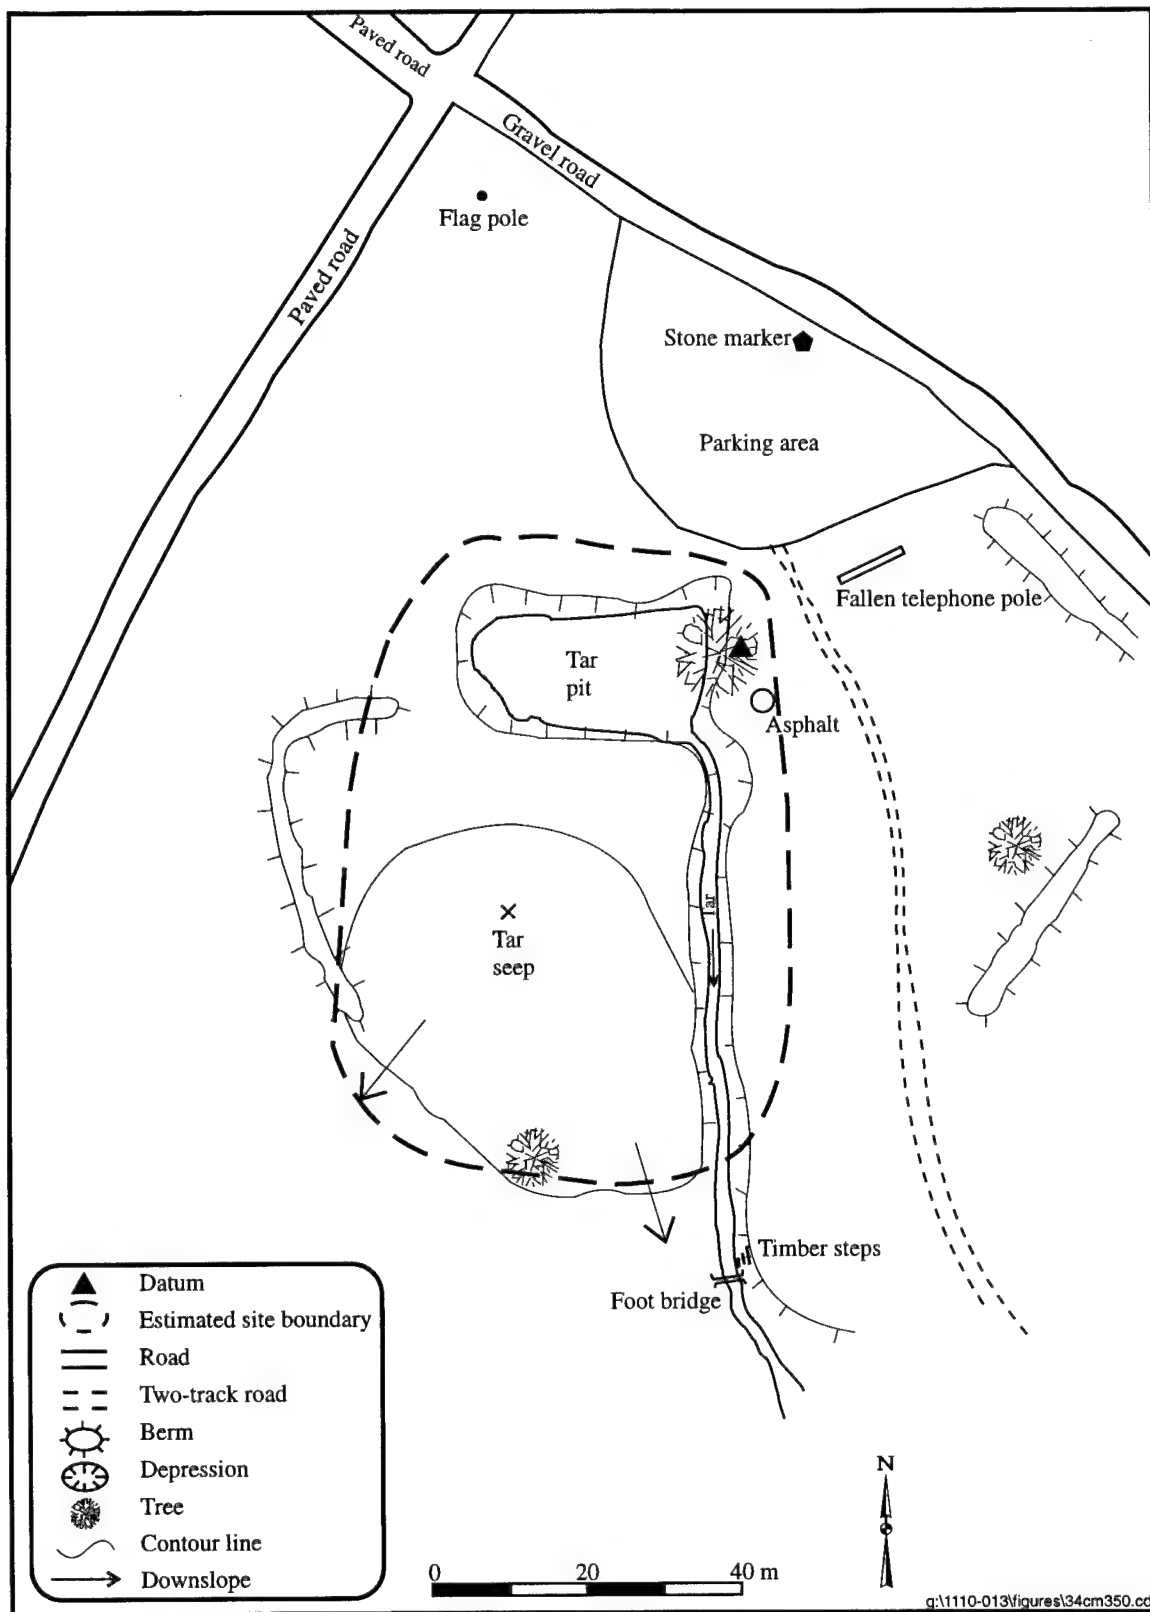 Paved road
Gravel road
Flag pole
Paved road
Stone marker
Parking area
Fallen telephone pole
Tar
pit
Asphalt
Tar
Tar
seep
Timber steps
Foot bridge
Datum
Estimated site boundary
Road
Two-track road
Berm
Depression
Tree
Contour line
Downslope
N
0 20 40 m
g:\1110-013\figures\34cm350.cd